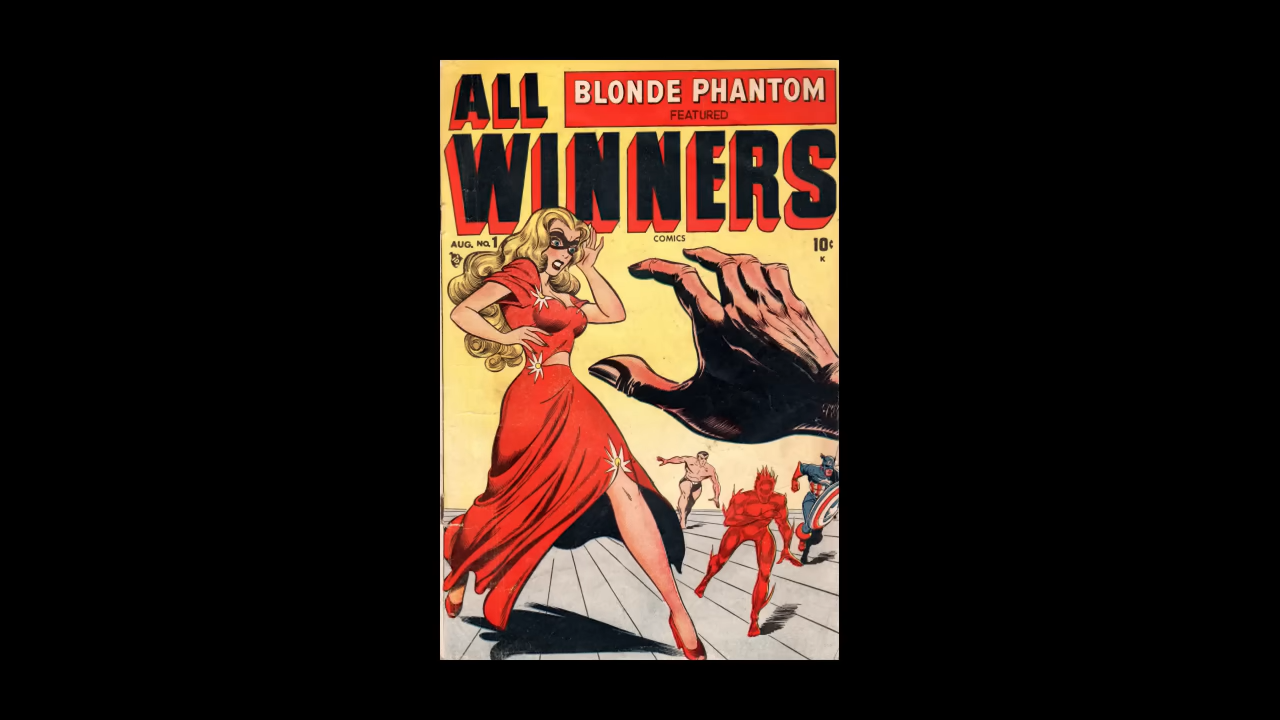 ALL
BLONDE PHANTOM
FEATURED
WINNERS
AUG. NO. 1
COMICS
10¢
K